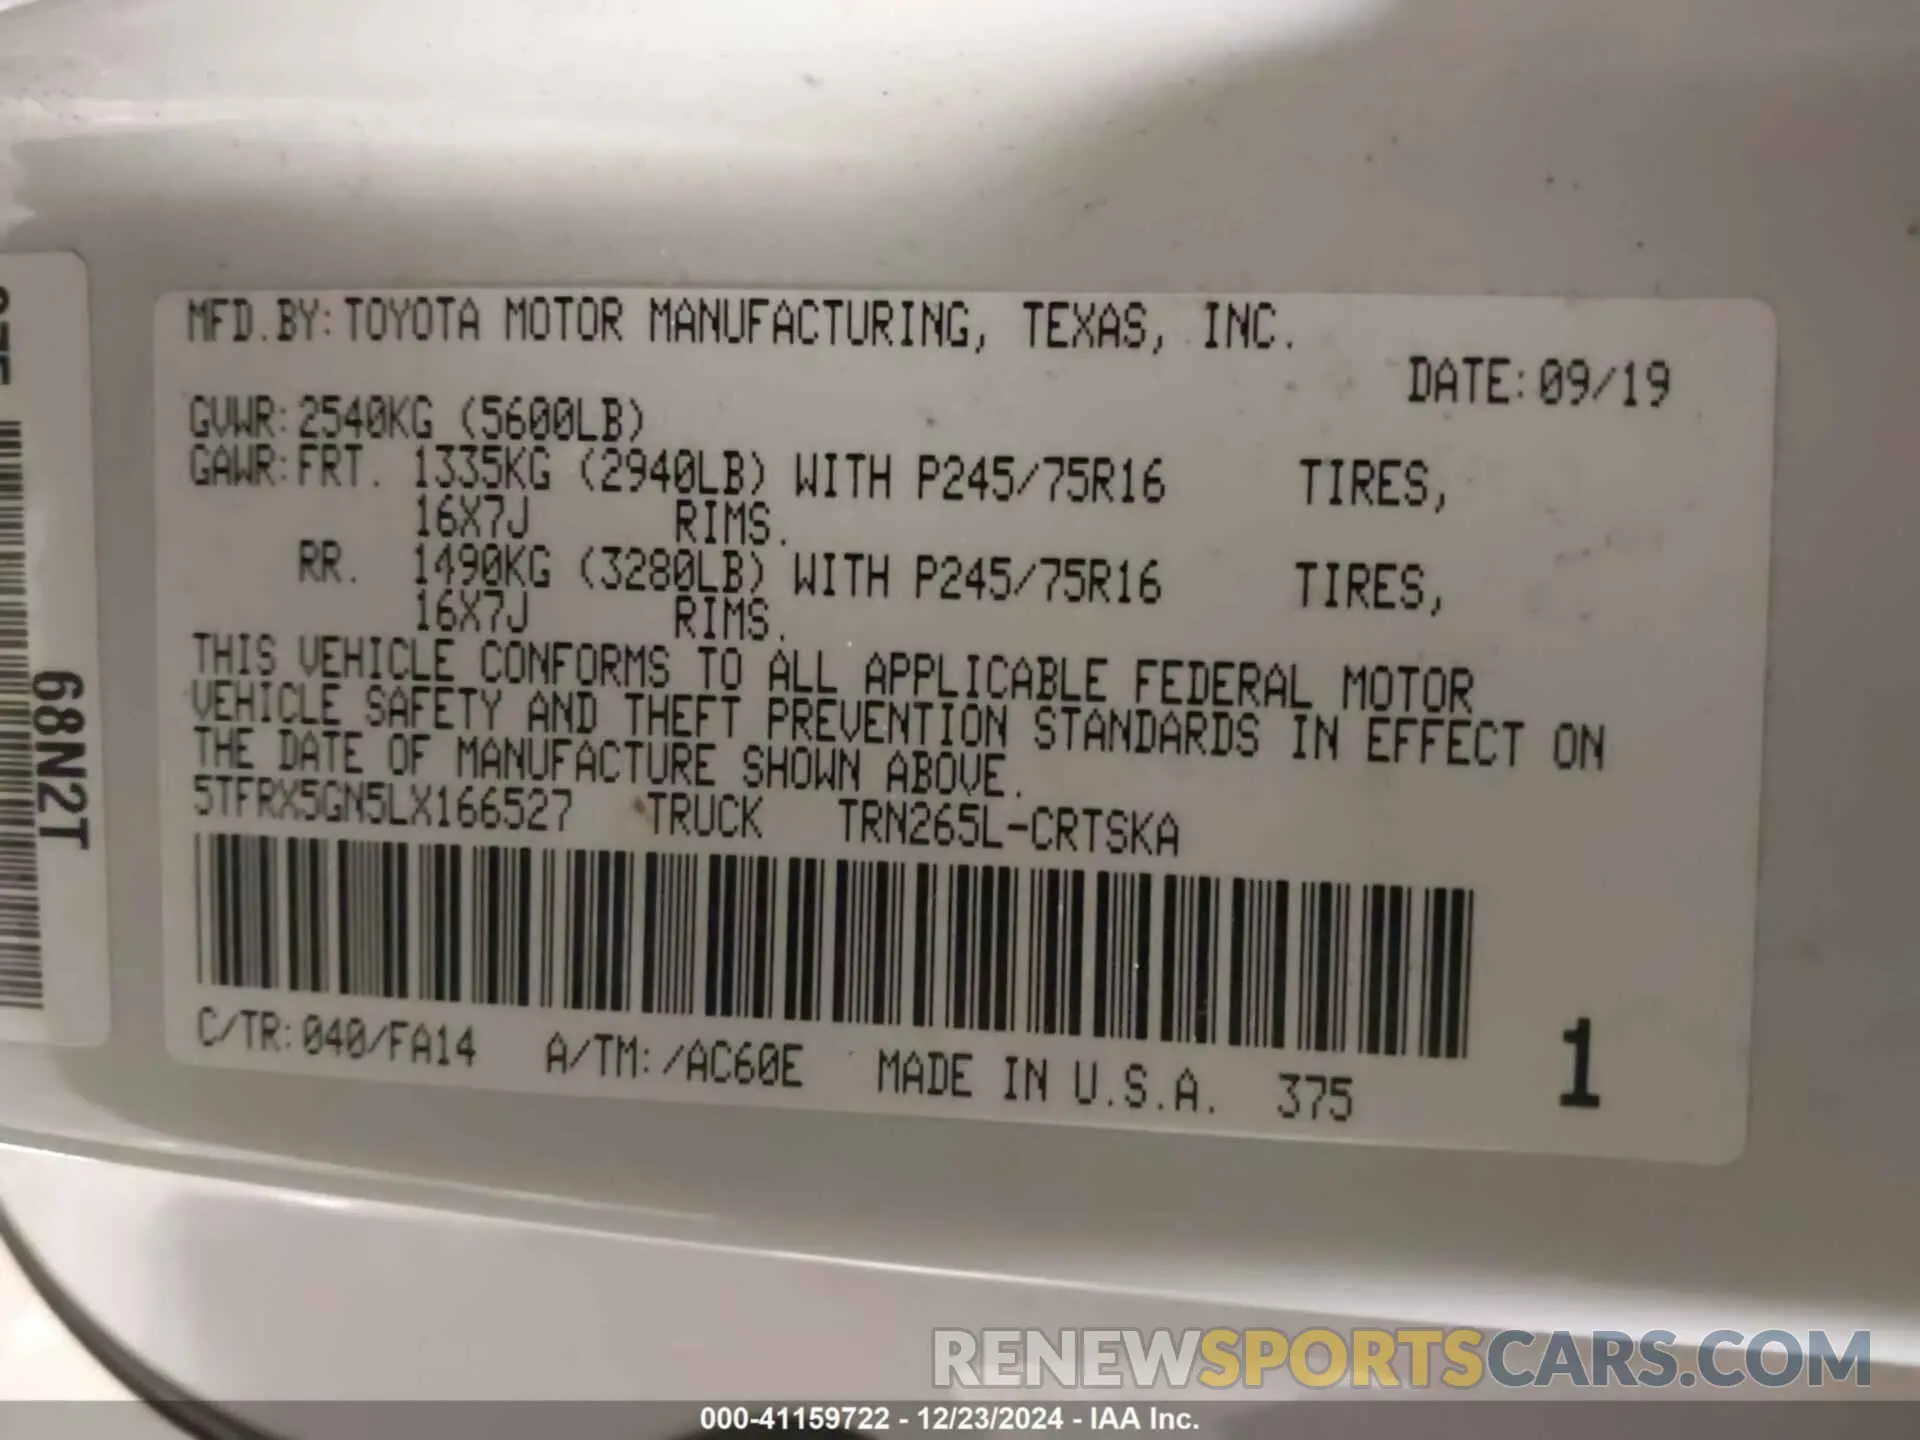 MFD.BY:TOYOTA MOTOR MANUFACTURING, TEXAS, INC.
DATE:09/19
GVWR:2540KG (5600LB)
GAWR:FRT. 1335KG (2940LB) WITH P245/75R16 TIRES,
16X7J RIMS.
RR. 1490KG (3280LB) WITH P245/75R16 TIRES,
16X7J RIMS.
THIS VEHICLE CONFORMS TO ALL APPLICABLE FEDERAL MOTOR
VEHICLE SAFETY AND THEFT PREVENTION STANDARDS IN EFFECT ON
THE DATE OF MANUFACTURE SHOWN ABOVE.
5TFRX5GN5LX166527 TRUCK TRN265L-CRTSKA
C/TR:040/FA14 A/TM:/AC60E MADE IN U.S.A. 375
1
68N2T
RENEWSPORTSCARS.COM
000-41159722 - 12/23/2024 - IAA Inc.